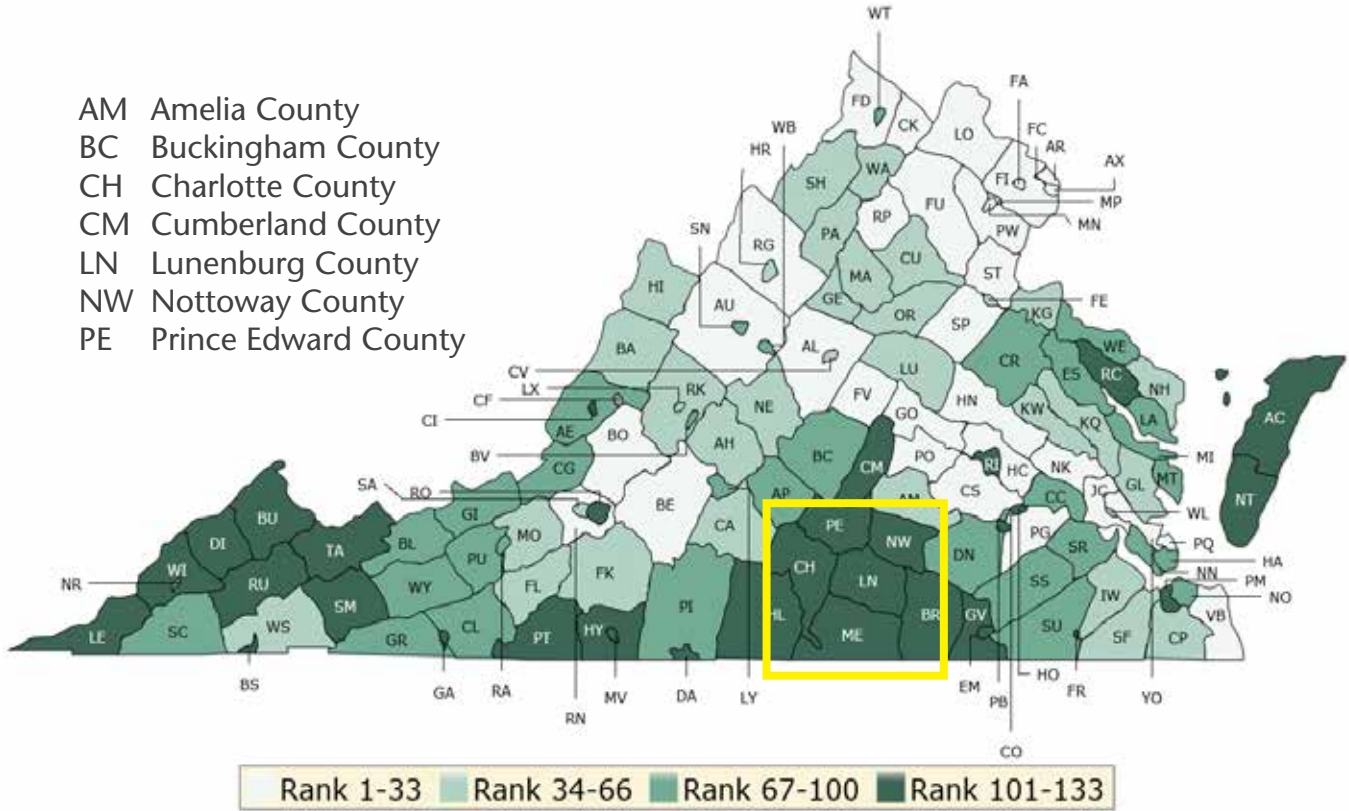 AM Amelia County
BC Buckingham County
CH Charlotte County
CM Cumberland County
LN Lunenburg County
NW Nottoway County
PE Prince Edward County
WT
FA
WB
HR
FC
AR
AX
FD
CK
LO
FI
MP
MN
SH
WA
FU
RP
PW
SN
RG
PA
CU
MA
ST
HI
AU
GE
OR
SP
KG
FE
BA
AL
CV
LU
CR
WE
ES
RC
NH
LX
CF
RK
NE
FV
HN
KW
LA
AC
CI
AE
BO
GO
KQ
BV
AH
BC
CM
PO
RI
HC
NK
MI
MT
GL
CG
SA
RO
BE
AP
AM
CS
CC
JC
NT
WL
BU
GI
MO
CA
PE
NW
PG
PQ
DI
TA
BL
PU
DN
SR
HA
NN
NR
WI
RU
WY
FL
FK
CH
LN
SS
PM
NO
SM
PI
HL
BR
GV
IW
VB
LE
SC
WS
GR
CL
PT
HY
ME
SU
SF
CP
BS
GA
RA
RN
MV
DA
LY
EM
PB
HO
FR
YO
CO
Rank 1-33 Rank 34-66 Rank 67-100 Rank 101-133